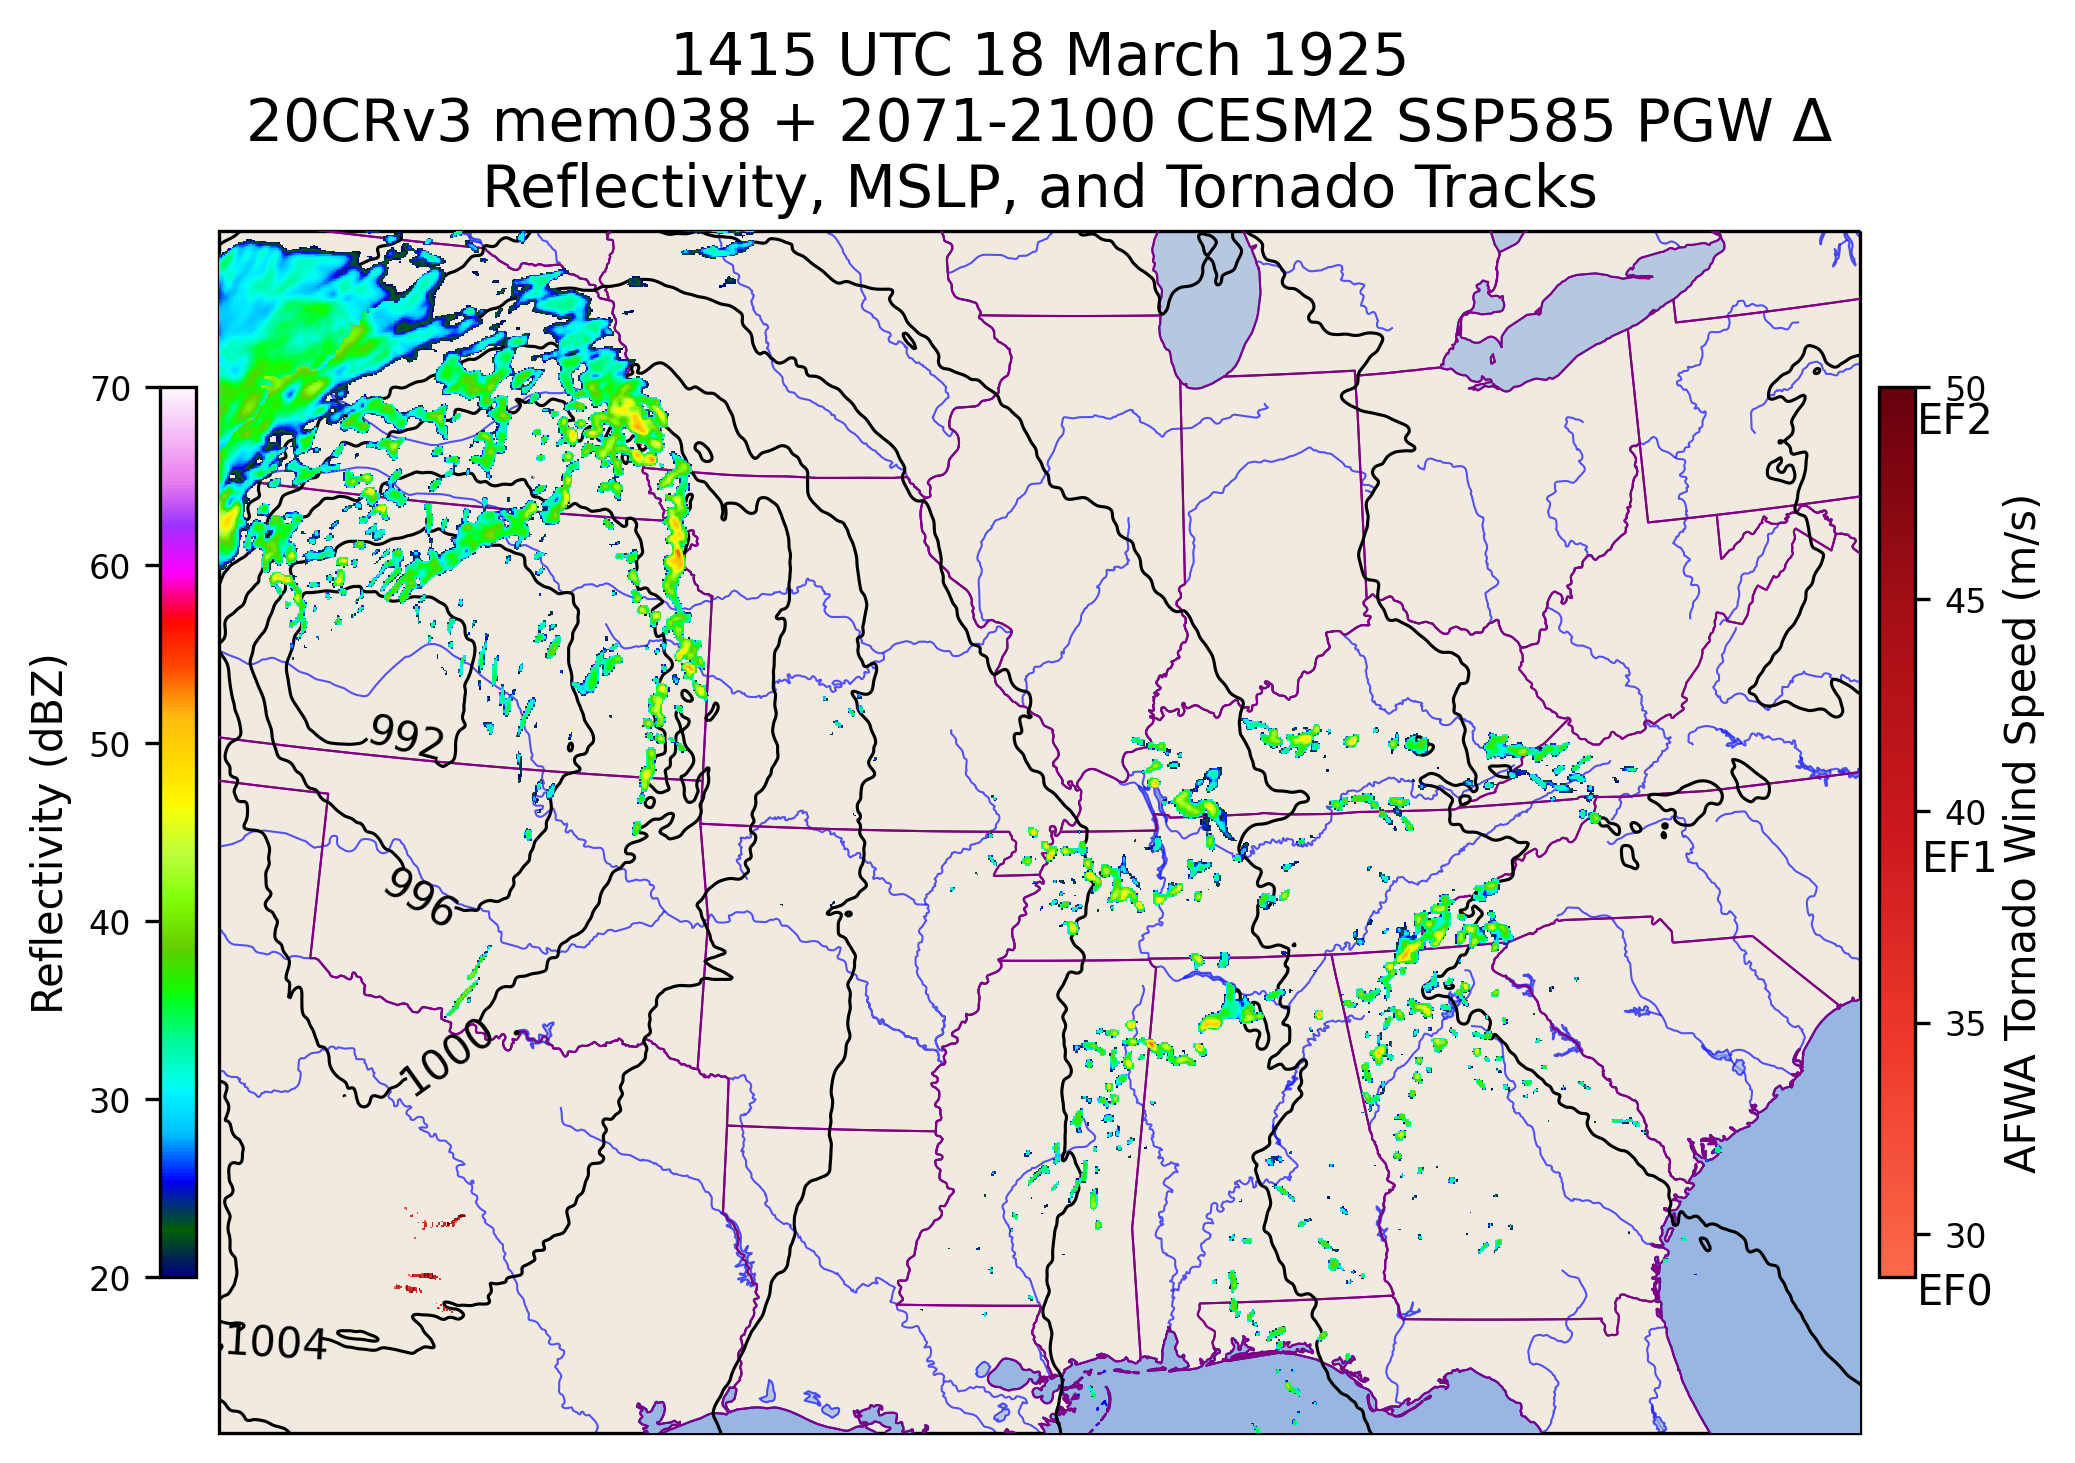 1415 UTC 18 March 1925
20CRv3 mem038 + 2071-2100 CESM2 SSP585 PGW Δ
Reflectivity, MSLP, and Tornado Tracks
70
60
50
40
30
20
Reflectivity (dBZ)
992
996
1000
1004
50
EF2
45
40
EF1
35
30
EF0
AFWA Tornado Wind Speed (m/s)